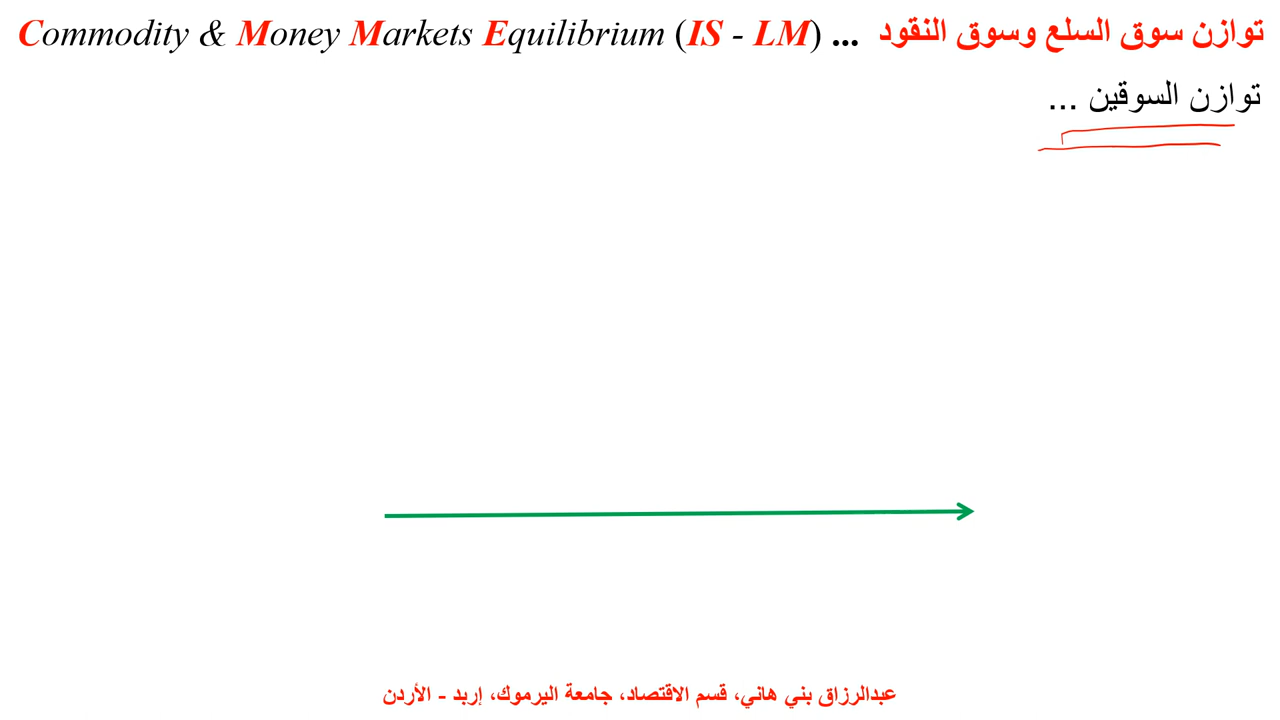 توازن سوق السلع وسوق النقود ... Commodity & Money Markets Equilibrium (IS - LM)
توازن السوقين ...
عبدالرزاق بني هاني، قسم الاقتصاد، جامعة اليرموك، إربد - الأردن